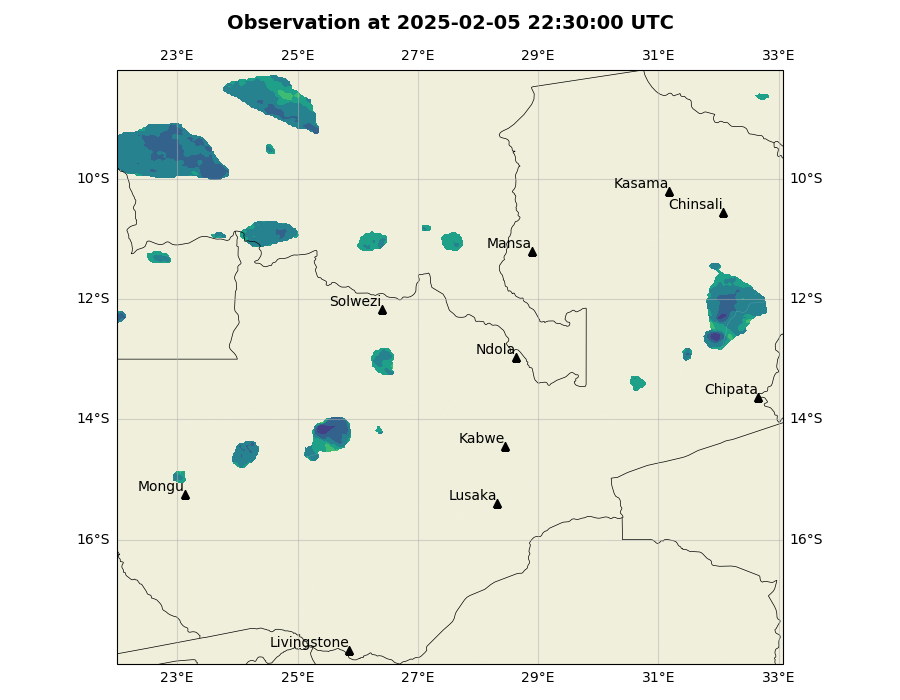 Observation at 2025-02-05 22:30:00 UTC
23°E 25°E 27°E 29°E 31°E 33°E
10°S 10°S
Kasama
Chinsali
Mansa
12°S 12°S
Solwezi
Ndola
Chipata
14°S 14°S
Kabwe
Mongu
Lusaka
16°S 16°S
Livingstone
23°E 25°E 27°E 29°E 31°E 33°E